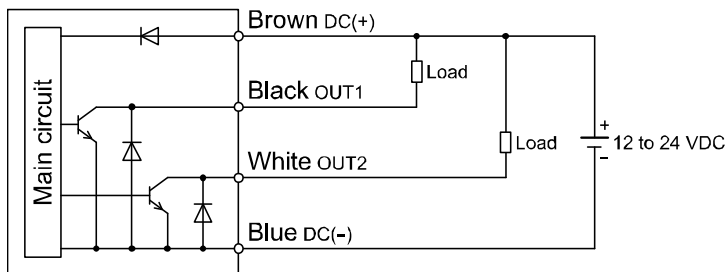 Main circuit
Brown DC(+)
Load
Black OUT1
Load
White OUT2
+
12 to 24 VDC
−
Blue DC(−)